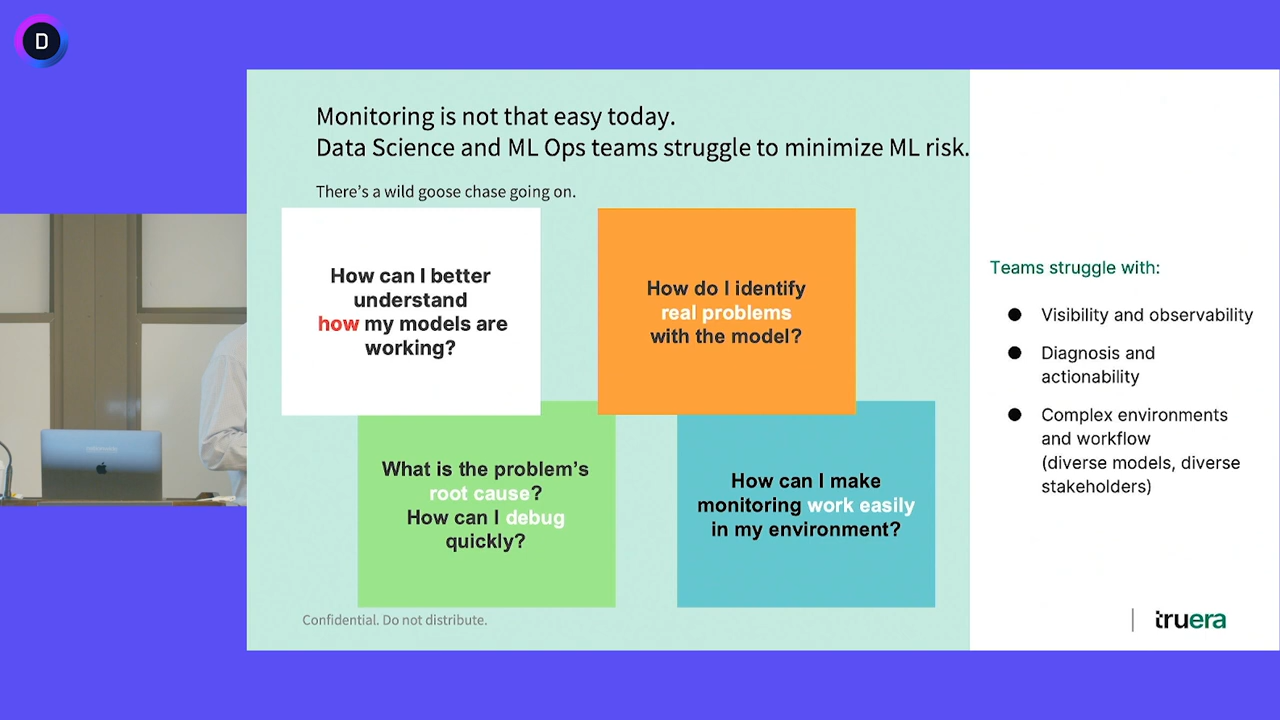 D
Monitoring is not that easy today.
Data Science and ML Ops teams struggle to minimize ML risk.
There's a wild goose chase going on.
How can I better
understand
how my models are
working?
How do I identify
real problems
with the model?
What is the problem's
root cause?
How can I debug
quickly?
How can I make
monitoring work easily
in my environment?
Confidential. Do not distribute.
Teams struggle with:
● Visibility and observability
● Diagnosis and
actionability
● Complex environments
and workflow
(diverse models, diverse
stakeholders)
| truera